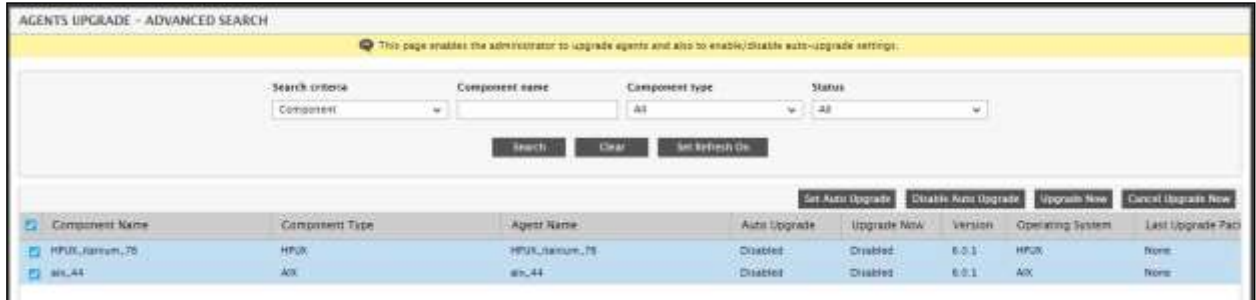 AGENTS UPGRADE - ADVANCED SEARCH
This page enables the administrator to upgrade agents and also to enable/disable auto-upgrade settings.
Search criteria Component name Component type Status
Component All All
Search Clear Set Refresh On
Set Auto Upgrade Disable Auto Upgrade Upgrade Now Cancel Upgrade Now
Component Name Component Type Agent Name Auto Upgrade Upgrade Now Version Operating System Last Upgrade Pack
HPUX_itanium_76 HPUX HPUX_itanium_76 Disabled Disabled 6.0.1 HPUX None
aix_44 AIX aix_44 Disabled Disabled 6.0.1 AIX None